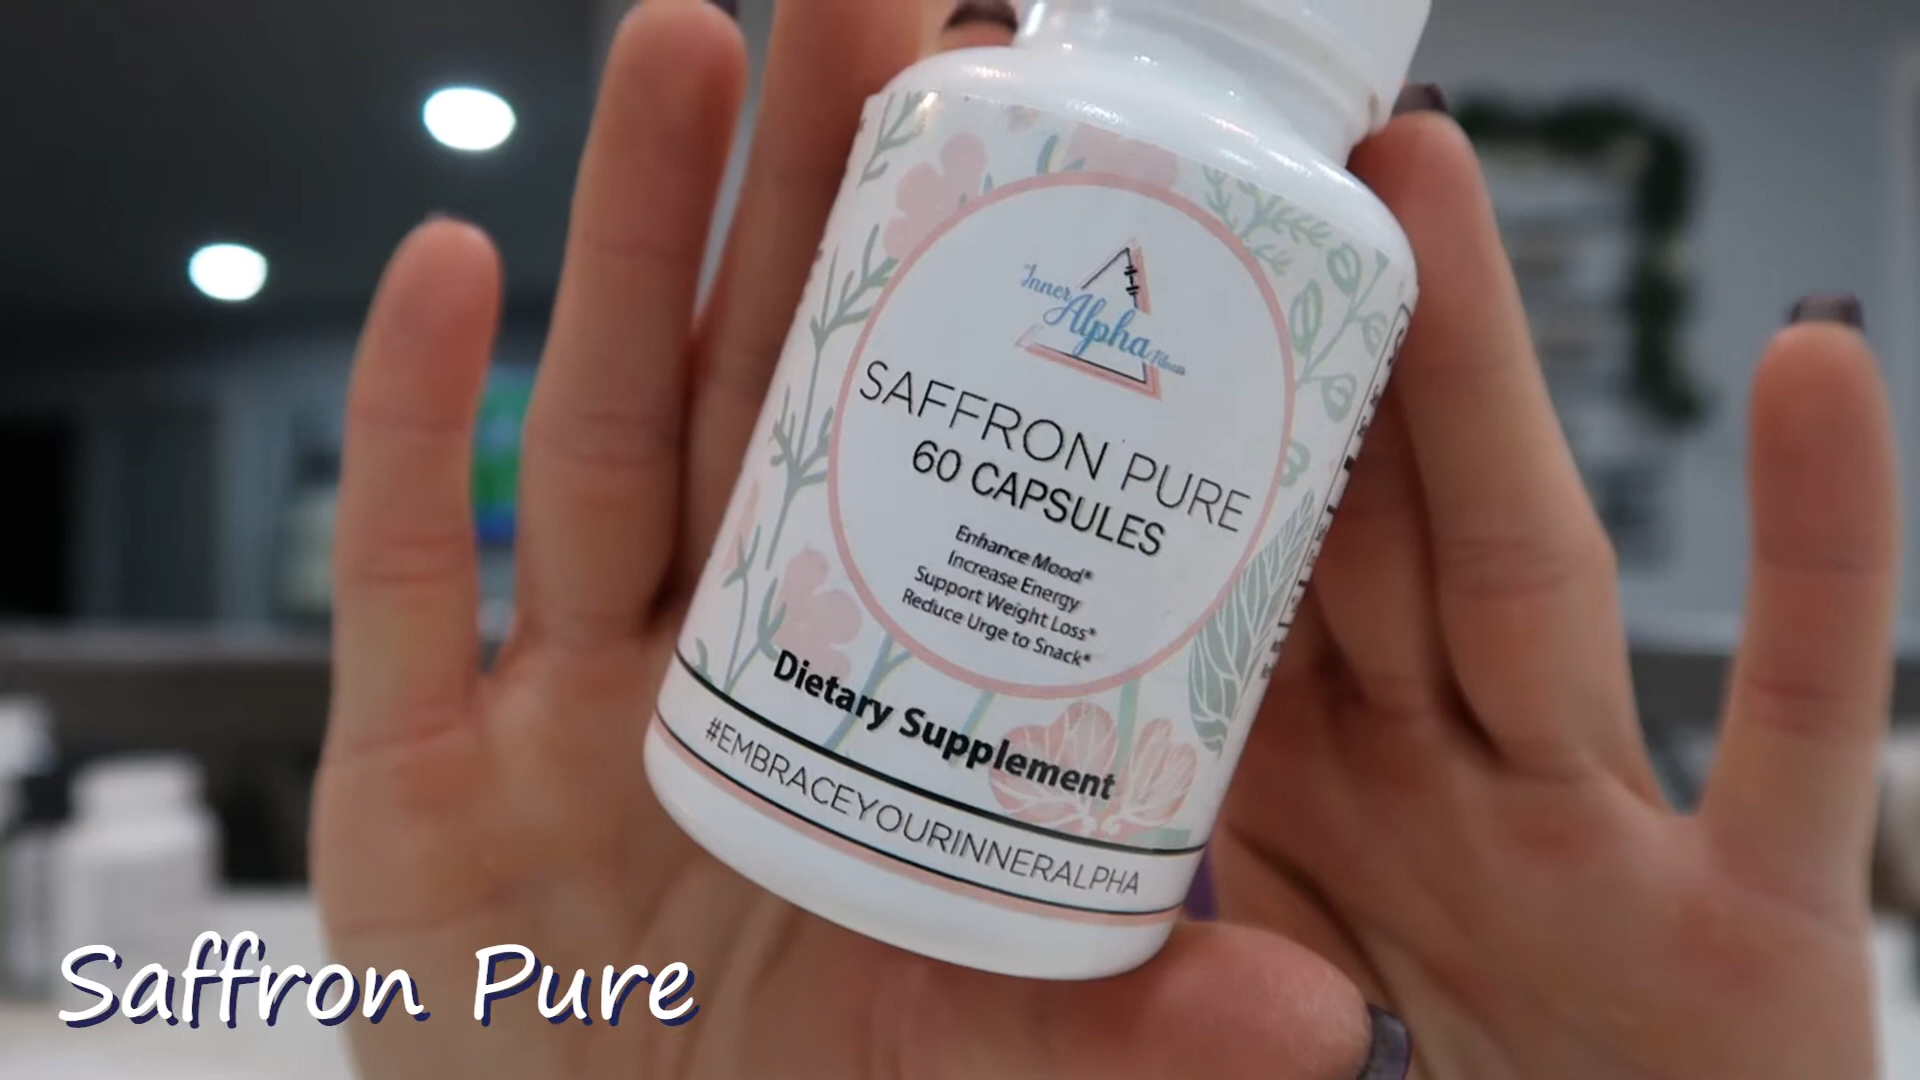 Inner
Alpha
Fitness
SAFFRON PURE
60 CAPSULES
Enhance Mood*
Increase Energy
Support Weight Loss*
Reduce Urge to Snack*
Dietary Supplement
#EMBRACEYOURINNERALPHA
Saffron Pure